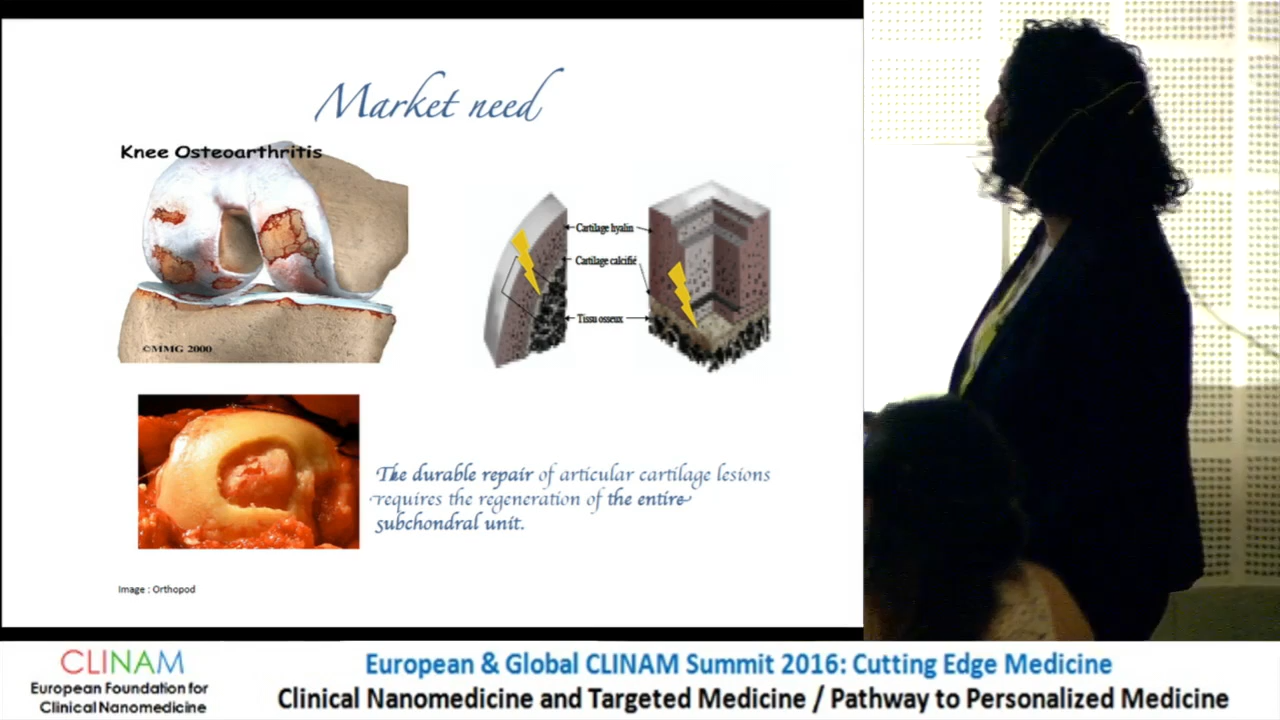 Market need
Knee Osteoarthritis
©MMG 2000
Cartilage hyalin
Cartilage calcifié
Tissu osseux
The durable repair of articular cartilage lesions
requires the regeneration of the entire
subchondral unit.
Image : Orthopod
CLINAM
European Foundation for
Clinical Nanomedicine
European & Global CLINAM Summit 2016: Cutting Edge Medicine
Clinical Nanomedicine and Targeted Medicine / Pathway to Personalized Medicine